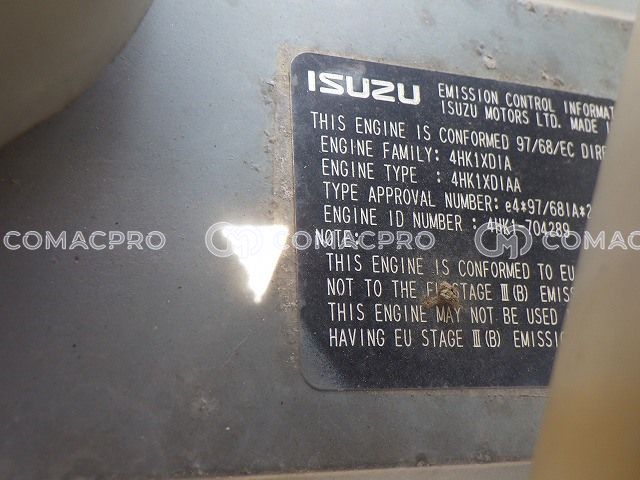 ISUZU
EMISSION CONTROL INFORMAT
ISUZU MOTORS LTD. MADE I
THIS ENGINE IS CONFORMED 97/68/EC DIRE
ENGINE FAMILY: 4HK1XDIA
ENGINE TYPE : 4HK1XDIAA
TYPE APPROVAL NUMBER: e4*97/681A*2
ENGINE ID NUMBER : 4HK1-704289
NOTE:
COMACPRO COMACPRO COMACPRO
THIS ENGINE IS CONFORMED TO EU
NOT TO THE EU STAGE III(B) EMISS
THIS ENGINE MAY NOT BE USED
HAVING EU STAGE III(B) EMISSIO